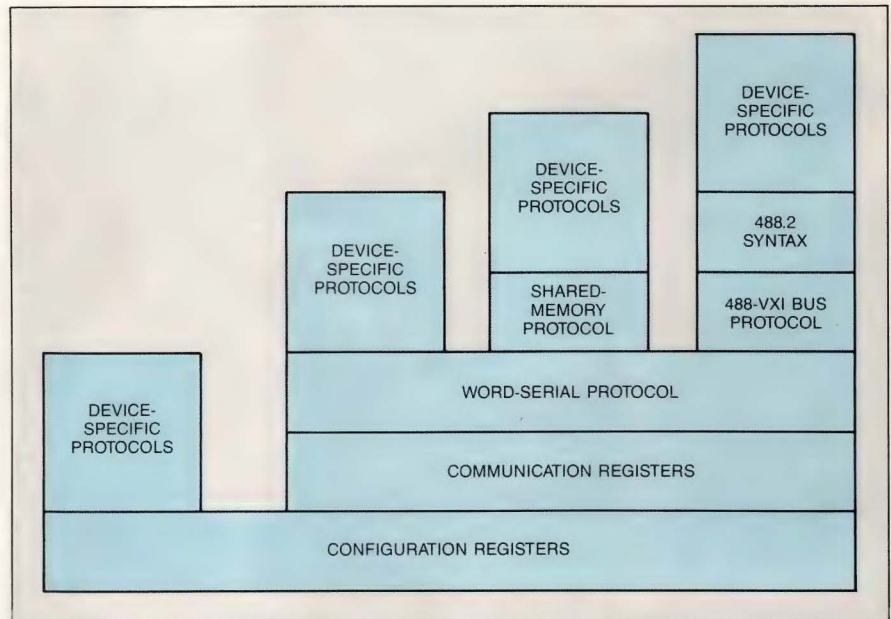 DEVICE-
SPECIFIC
PROTOCOLS
488.2
SYNTAX
488-VXI BUS
PROTOCOL
DEVICE-
SPECIFIC
PROTOCOLS
SHARED-
MEMORY
PROTOCOL
DEVICE-
SPECIFIC
PROTOCOLS
DEVICE-
SPECIFIC
PROTOCOLS
WORD-SERIAL PROTOCOL
COMMUNICATION REGISTERS
CONFIGURATION REGISTERS